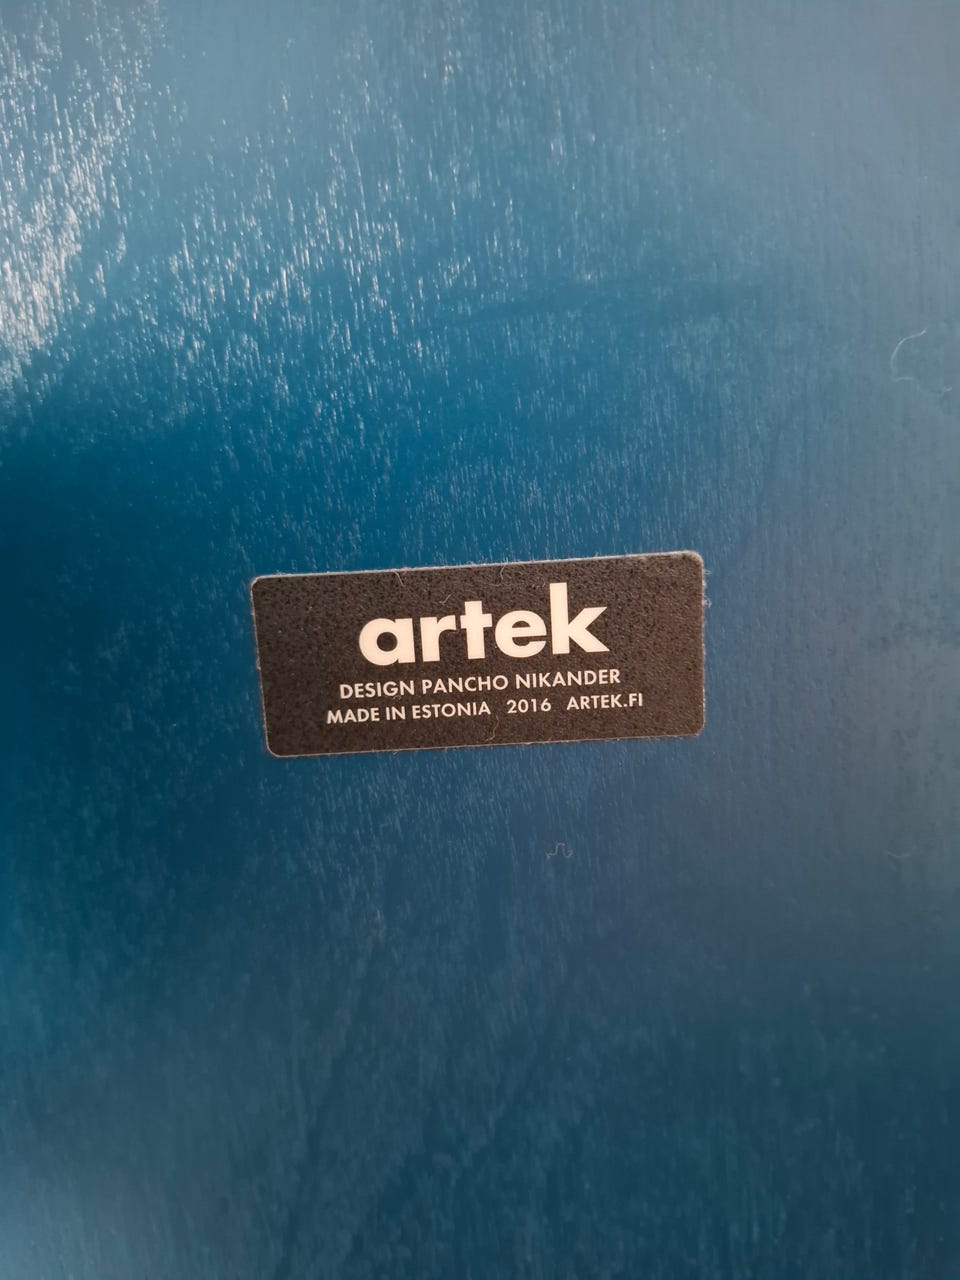 artek
DESIGN PANCHO NIKANDER
MADE IN ESTONIA 2016 ARTEK.FI